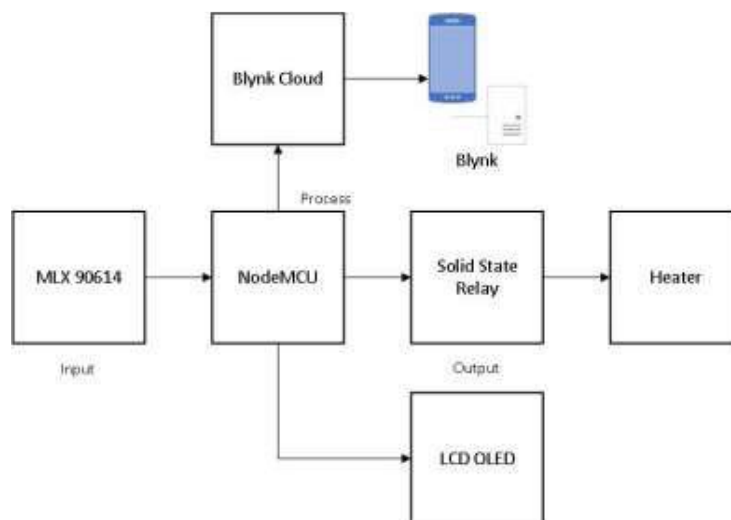 Blynk Cloud
Blynk
Process
MLX 90614
NodeMCU
Solid State
Relay
Heater
Input
Output
LCD OLED